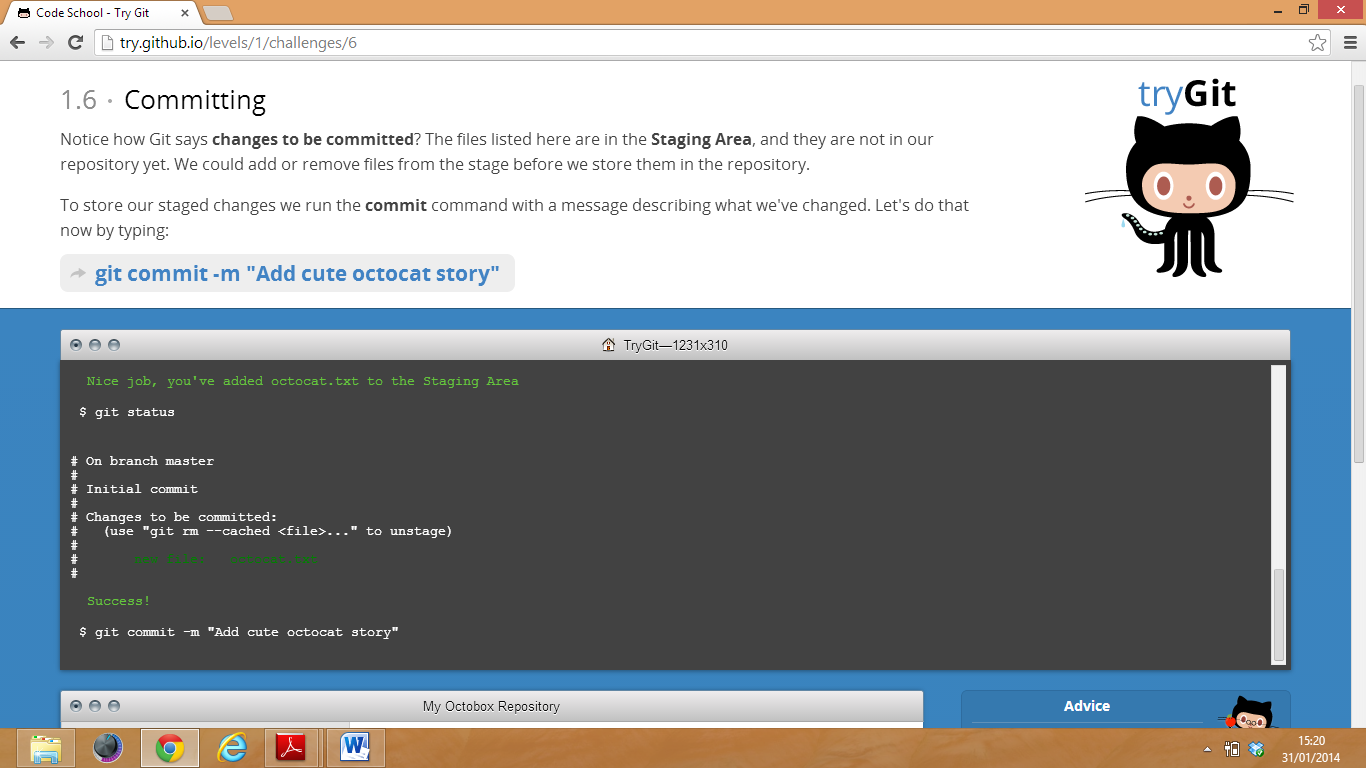 Code School - Try Git
try.github.io/levels/1/challenges/6
1.6 · Committing
tryGit
Notice how Git says changes to be committed? The files listed here are in the Staging Area, and they are not in our
repository yet. We could add or remove files from the stage before we store them in the repository.
To store our staged changes we run the commit command with a message describing what we've changed. Let's do that
now by typing:
git commit -m "Add cute octocat story"
TryGit—1231x310
Nice job, you've added octocat.txt to the Staging Area
$ git status
# On branch master
#
# Initial commit
#
# Changes to be committed:
#   (use "git rm --cached <file>..." to unstage)
#
#       new file:   octocat.txt
#
Success!
$ git commit -m "Add cute octocat story"
My Octobox Repository
Advice
15:20
31/01/2014